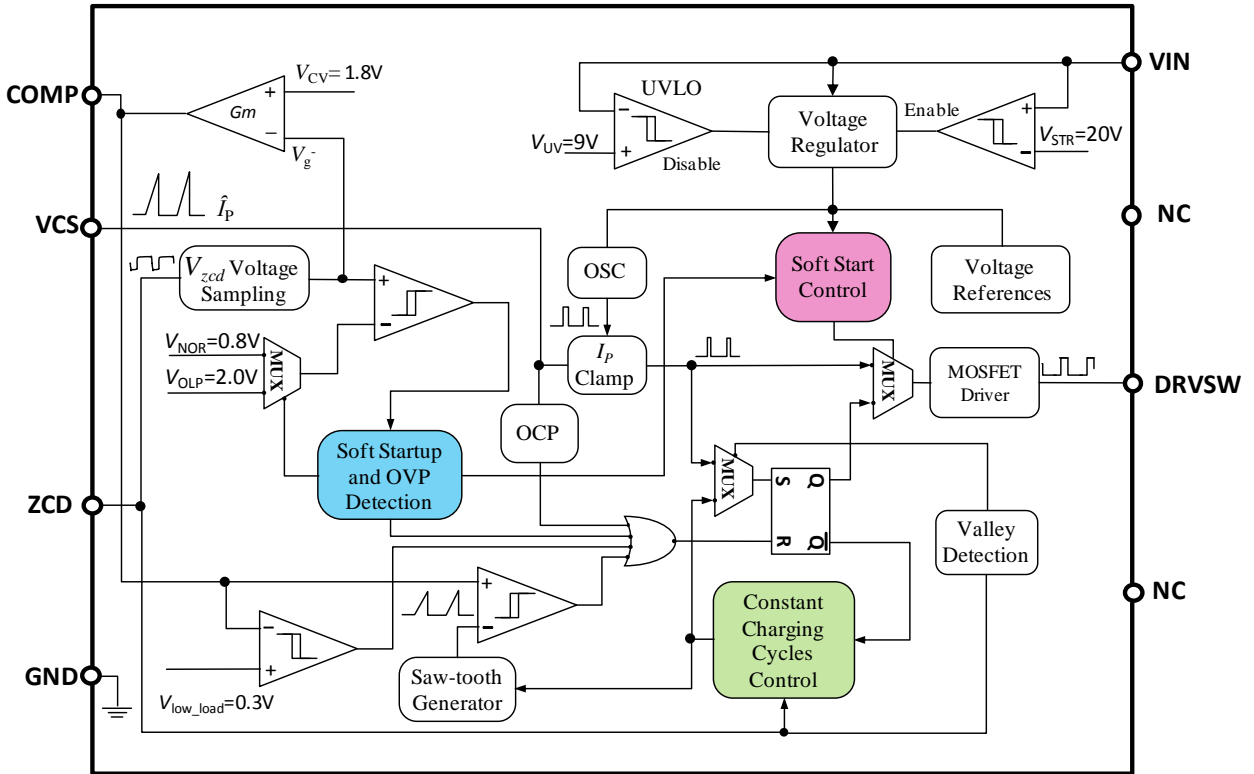 COMP
VCS
ZCD
GND
VIN
NC
DRVSW
NC
V_CV = 1.8V
+
Gm
−
V_g-
Î_P
V_zcd Voltage
Sampling
+
−
V_NOR=0.8V
V_OLP=2.0V
MUX
Soft Startup
and OVP
Detection
UVLO
−
V_UV=9V
+
Disable
Voltage
Regulator
Enable
+
V_STR=20V
−
OSC
Soft Start
Control
Voltage
References
I_P
Clamp
OCP
MUX
MOSFET
Driver
MUX
S
Q
R
Q̅
Valley
Detection
−
+
V_low_load=0.3V
+
−
Saw-tooth
Generator
Constant
Charging
Cycles
Control